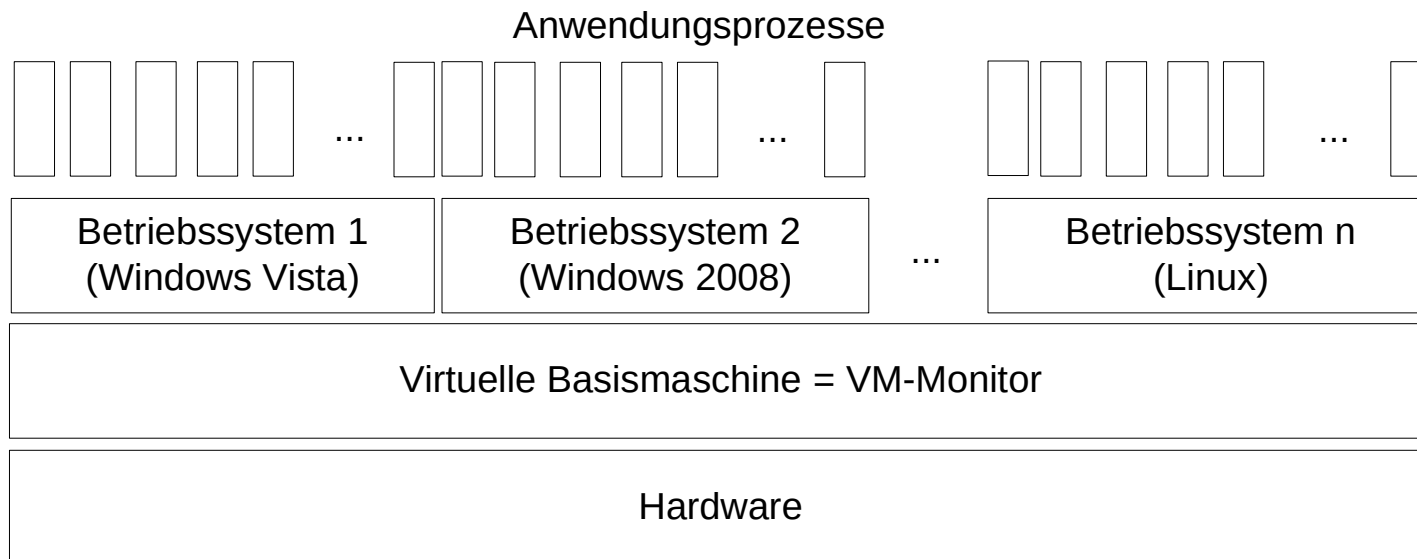 Anwendungsprozesse
... ... ...
Betriebssystem 1
(Windows Vista)
Betriebssystem 2
(Windows 2008)
...
Betriebssystem n
(Linux)
Virtuelle Basismaschine = VM-Monitor
Hardware